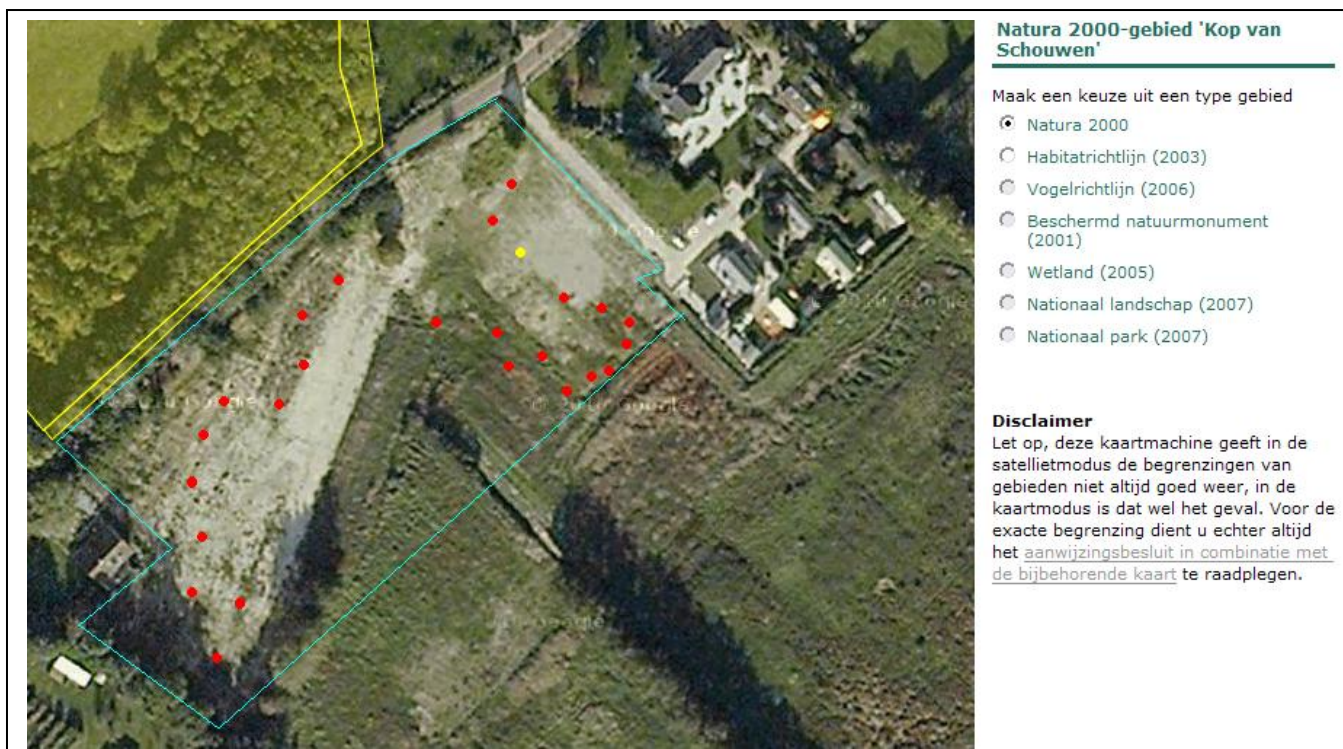 Natura 2000-gebied 'Kop van
Schouwen'
Maak een keuze uit een type gebied
Natura 2000
Habitatrichtlijn (2003)
Vogelrichtlijn (2006)
Beschermd natuurmonument
(2001)
Wetland (2005)
Nationaal landschap (2007)
Nationaal park (2007)
Disclaimer
Let op, deze kaartmachine geeft in de
satellietmodus de begrenzingen van
gebieden niet altijd goed weer, in de
kaartmodus is dat wel het geval. Voor de
exacte begrenzing dient u echter altijd
het aanwijzingsbesluit in combinatie met
de bijbehorende kaart te raadplegen.